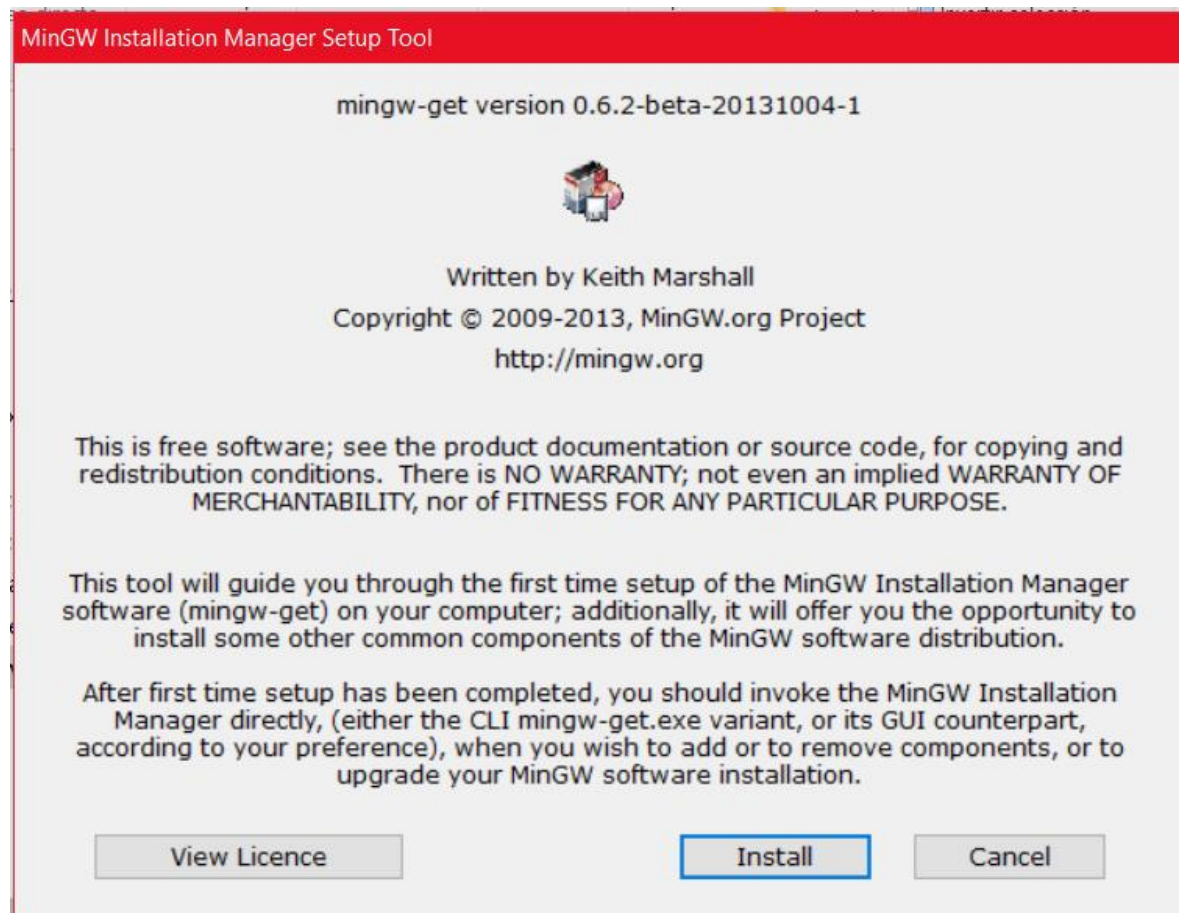 MinGW Installation Manager Setup Tool
mingw-get version 0.6.2-beta-20131004-1
Written by Keith Marshall
Copyright © 2009-2013, MinGW.org Project
http://mingw.org
This is free software; see the product documentation or source code, for copying and
redistribution conditions.  There is NO WARRANTY; not even an implied WARRANTY OF
MERCHANTABILITY, nor of FITNESS FOR ANY PARTICULAR PURPOSE.
This tool will guide you through the first time setup of the MinGW Installation Manager
software (mingw-get) on your computer; additionally, it will offer you the opportunity to
install some other common components of the MinGW software distribution.
After first time setup has been completed, you should invoke the MinGW Installation
Manager directly, (either the CLI mingw-get.exe variant, or its GUI counterpart,
according to your preference), when you wish to add or to remove components, or to
upgrade your MinGW software installation.
View Licence
Install
Cancel